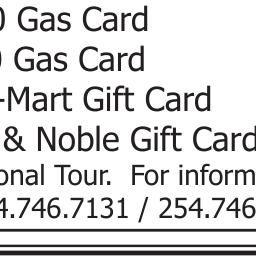 0 Gas Card
0 Gas Card
-Mart Gift Card
& Noble Gift Card
onal Tour.  For inform
4.746.7131 / 254.746